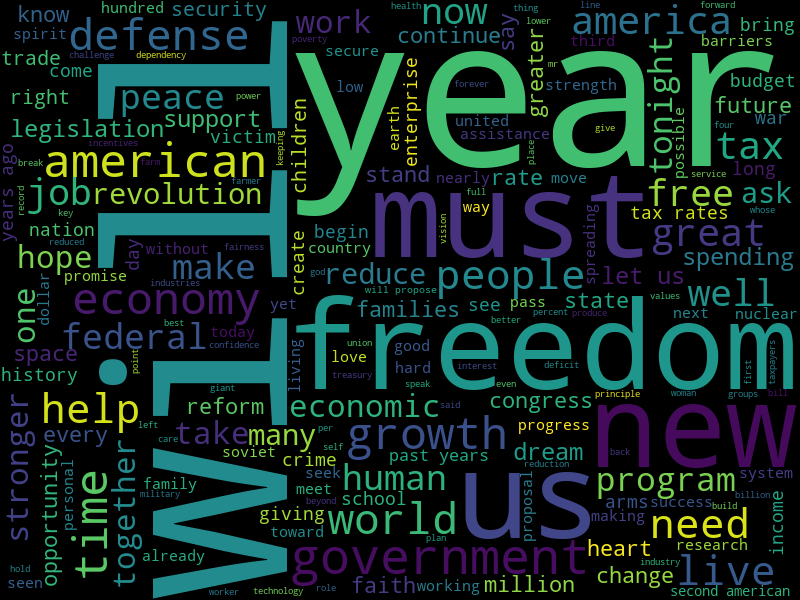 hundred
security
know
spirit
defense
trade
come
right
peace
legislation
support
victim
years ago
break
american
incentives
farm
record
job
revolution
farmer
key
nation
hope
promise
reduced
day
without
fairness
make
dollar
economy
industries
one
federal
best
today
yet
confidence
space
history
point
giant
will
year
work
now
continue
say
health
thing
lower
line
forward
america
bring
third
barriers
challenge
dependency
poverty
secure
low
power
mr
strength
greater
tonight
possible
budget
future
war
enterprise
earth
forever
united
assistance
give
four
place
service
tax
long
children
keeping
stand
nearly
rate
move
free
ask
full
must
way
vision
tax rates
great
whose
begin
country
create
god
reduce
people
spreading
let us
spending
will propose
families
see
pass
state
values
well
percent
produce
better
next
nuclear
freedom
union
love
good
hard
treasury
speak
interest
even
deficit
living
first
taxpayers
help
stronger
every
reform
left
per
said
economic
congress
principle
woman
groups
bill
new
take
many
care
self
growth
progress
dream
back
soviet
crime
past years
time
together
opportunity
personal
family
military
already
seek
meet
school
beyond
human
reduction
us
proposal
program
system
billion
arms
success
build
making
need
income
giving
toward
world
plan
heart
research
industry
government
live
change
hold
seen
worker
technology
role
faith
working
million
second american